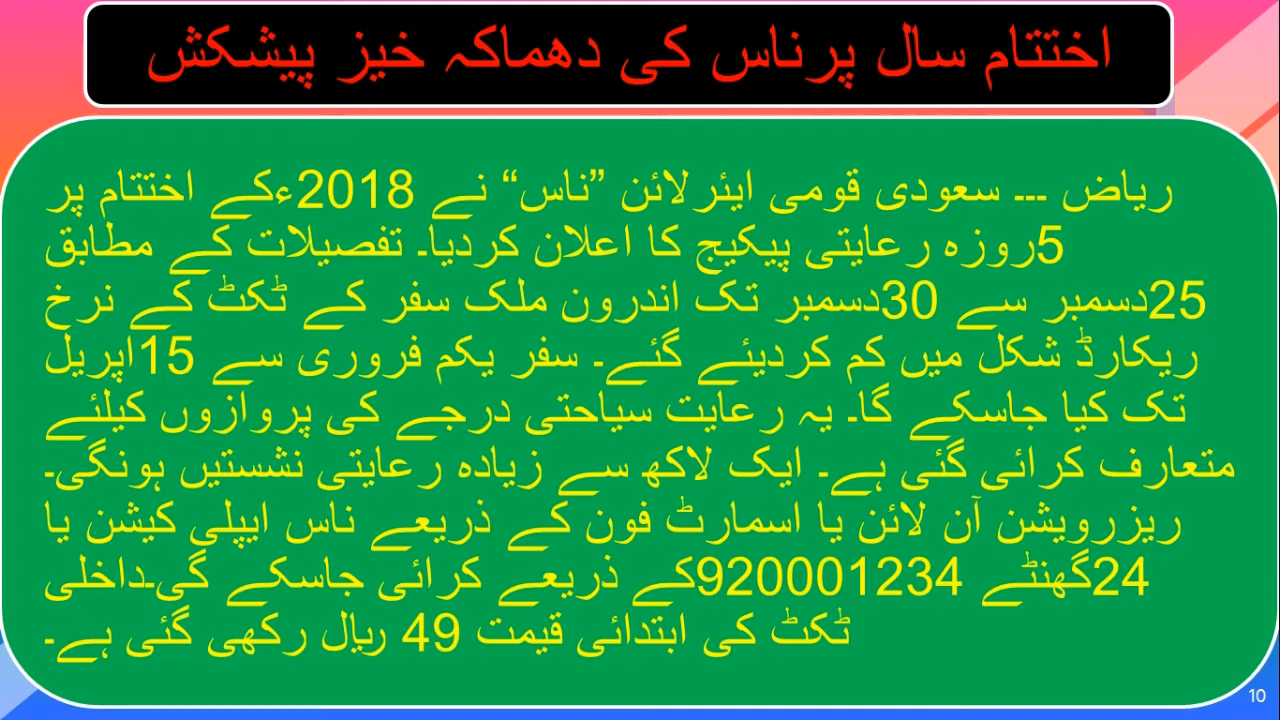 اختتام سال پرناس کی دھماکہ خیز پیشکش
ریاض ۔۔۔ سعودی قومی ایئرلائن ”ناس“ نے 2018ءکے اختتام پر
5روزہ رعایتی پیکیج کا اعلان کردیا۔ تفصیلات کے مطابق
25دسمبر سے 30دسمبر تک اندرون ملک سفر کے ٹکٹ کے نرخ
ریکارڈ شکل میں کم کردیئے گئے۔ سفر یکم فروری سے 15اپریل
تک کیا جاسکے گا۔ یہ رعایت سیاحتی درجے کی پروازوں کیلئے
متعارف کرائی گئی ہے۔ ایک لاکھ سے زیادہ رعایتی نشستیں ہونگی۔
ریزرویشن آن لائن یا اسمارٹ فون کے ذریعے ناس ایپلی کیشن یا
24گھنٹے 920001234کے ذریعے کرائی جاسکے گی۔داخلی
ٹکٹ کی ابتدائی قیمت 49 ریال رکھی گئی ہے۔
10